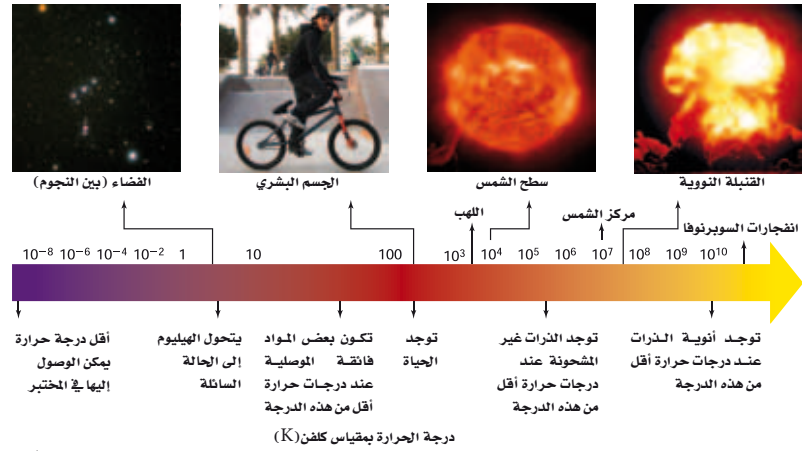 القنبلة النووية
سطح الشمس
الجسم البشري
الفضاء (بين النجوم)
انفجارات السوبرنوفا
مركز الشمس
اللهب
10⁻⁸ 10⁻⁶ 10⁻⁴ 10⁻² 1 10 100 10³ 10⁴ 10⁵ 10⁶ 10⁷ 10⁸ 10⁹ 10¹⁰
توجد أنوية الذرات
عند درجات حرارة أقل
من هذه الدرجة
توجد الذرات غير
المشحونة عند
درجات حرارة أقل
من هذه الدرجة
توجد
الحياة
تكون بعض المواد
فائقة الموصلية
عند درجات حرارة
أقل من هذه الدرجة
يتحول الهيليوم
إلى الحالة
السائلة
أقل درجة حرارة
يمكن الوصول
إليها في المختبر
درجة الحرارة بمقياس كلفن (K)